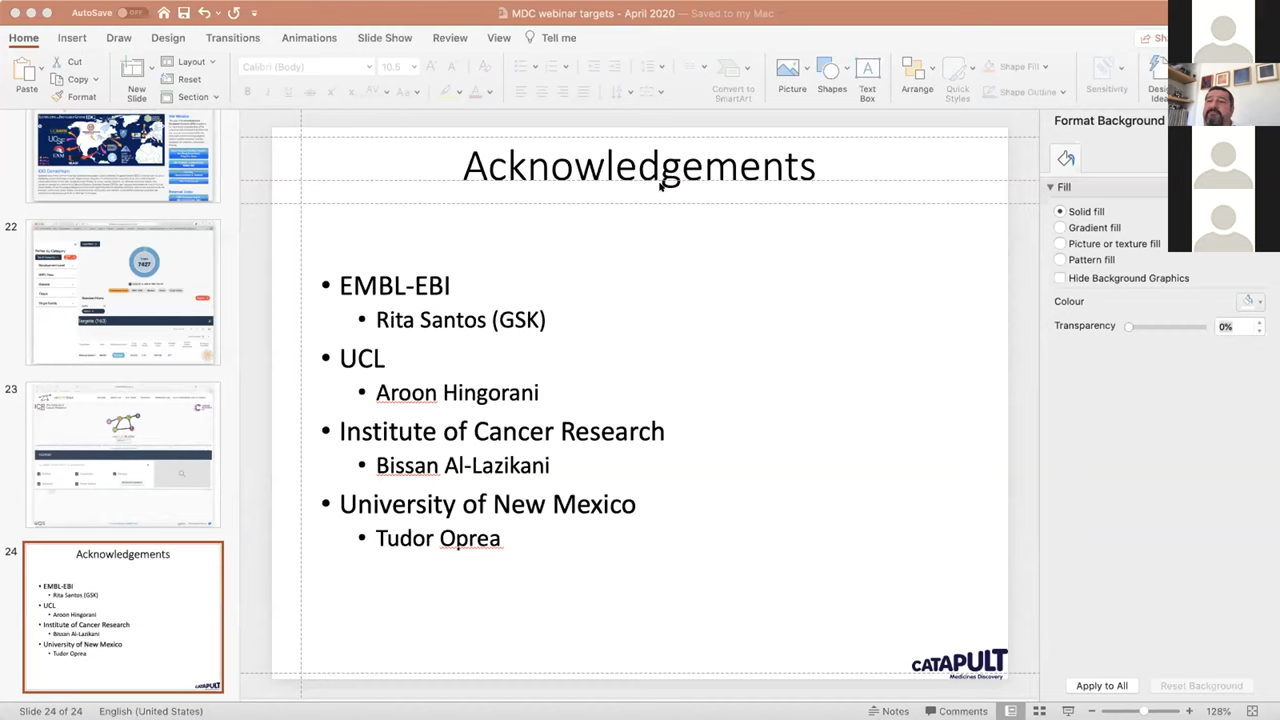 AutoSave OFF
MDC webinar targets - April 2020 — Saved to my Mac
Home Insert Draw Design Transitions Animations Slide Show Review View Tell me
Paste
Cut
Copy
Format
New Slide
Layout
Reset
Section
Calibri (Body) 10.5
Convert to SmartArt
Picture
Shapes
Text Box
Arrange
Quick Styles
Shape Fill
Shape Outline
Sensitivity
22
23
24
Acknowledgements
• EMBL-EBI
• Rita Santos (GSK)
• UCL
• Aroon Hingorani
• Institute of Cancer Research
• Bissan Al-Lazikani
• University of New Mexico
• Tudor Oprea
CATAPULT
Medicines Discovery
Acknowledgements
• EMBL-EBI
• Rita Santos (GSK)
• UCL
• Aroon Hingorani
• Institute of Cancer Research
• Bissan Al-Lazikani
• University of New Mexico
• Tudor Oprea
CATAPULT
Medicines Discovery
Format Background
Fill
Solid fill
Gradient fill
Picture or texture fill
Pattern fill
Hide Background Graphics
Colour
Transparency 0%
Apply to All
Reset Background
Slide 24 of 24 English (United States)
Notes Comments 128%